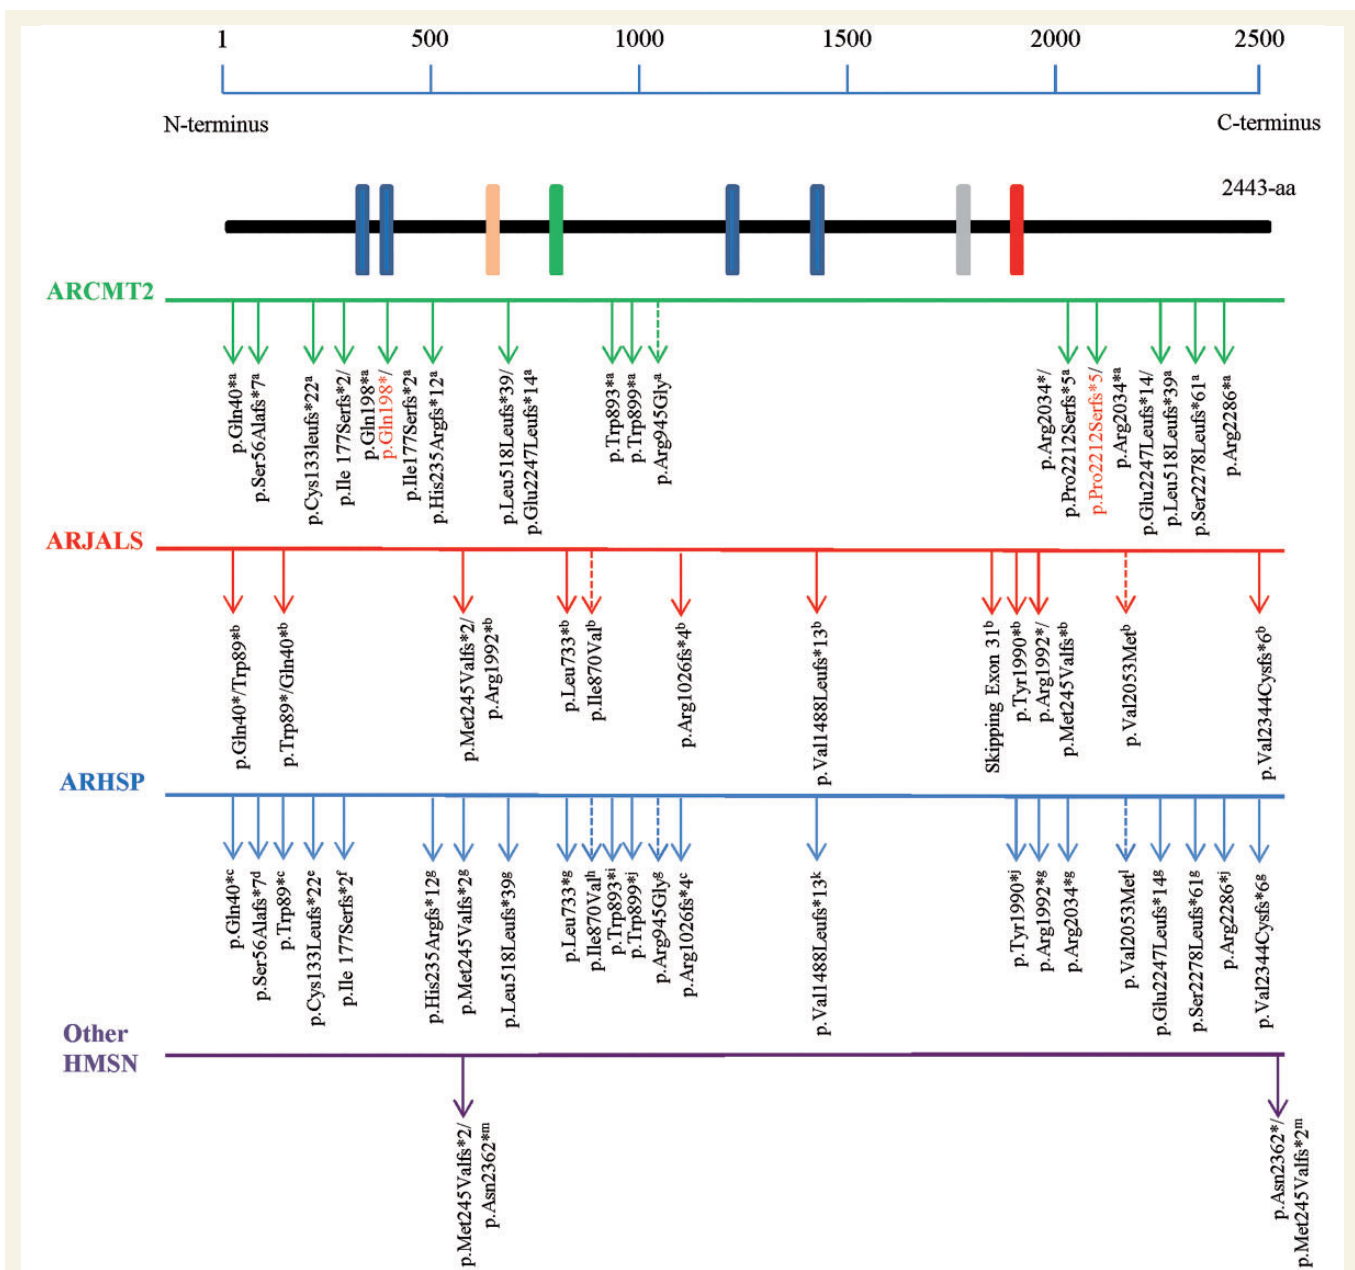 1 500 1000 1500 2000 2500
N-terminus C-terminus
2443-aa
ARCMT2
p.Gln40*ᵃ
p.Ser56Alafs*7ᵃ
p.Cys133leufs*22ᵃ
p.Ile 177Serfs*2/
p.Gln198*ᵃ
p.Gln198*/
p.Ile177Serfs*2ᵃ
p.His235Argfs*12ᵃ
p.Leu518Leufs*39/
p.Glu2247Leufs*14ᵃ
p.Trp893*ᵃ
p.Trp899*ᵃ
p.Arg945Glyᵃ
p.Arg2034*/
p.Pro2212Serfs*5ᵃ
p.Pro2212Serfs*5/
p.Arg2034*ᵃ
p.Glu2247Leufs*14/
p.Leu518Leufs*39ᵃ
p.Ser2278Leufs*61ᵃ
p.Arg2286*ᵃ
ARJALS
p.Gln40*/Trp89*ᵇ
p.Trp89*/Gln40*ᵇ
p.Met245Valfs*2/
p.Arg1992*ᵇ
p.Leu733*ᵇ
p.Ile870Valᵇ
p.Arg1026fs*4ᵇ
p.Val1488Leufs*13ᵇ
Skipping Exon 31ᵇ
p.Tyr1990*ᵇ
p.Arg1992*/
p.Met245Valfs*ᵇ
p.Val2053Metᵇ
p.Val2344Cysfs*6ᵇ
ARHSP
p.Gln40*ᶜ
p.Ser56Alafs*7ᵈ
p.Trp89*ᶜ
p.Cys133Leufs*22ᵉ
p.Ile 177Serfs*2ᶠ
p.His235Argfs*12ᵍ
p.Met245Valfs*2ᵍ
p.Leu518Leufs*39ᵍ
p.Leu733*ᵍ
p.Ile870Valʰ
p.Trp893*ⁱ
p.Trp899*ʲ
p.Arg945Glyᵍ
p.Arg1026fs*4ᶜ
p.Val1488Leufs*13ᵏ
p.Tyr1990*ʲ
p.Arg1992*ᵍ
p.Arg2034*ᵍ
p.Val2053Metˡ
p.Glu2247Leufs*14ᵍ
p.Ser2278Leufs*61ᵍ
p.Arg2286*ʲ
p.Val2344Cysfs*6ᵍ
Other
HMSN
p.Met245Valfs*2/
p.Asn2362*ᵐ
p.Asn2362*/
p.Met245Valfs*2ᵐ